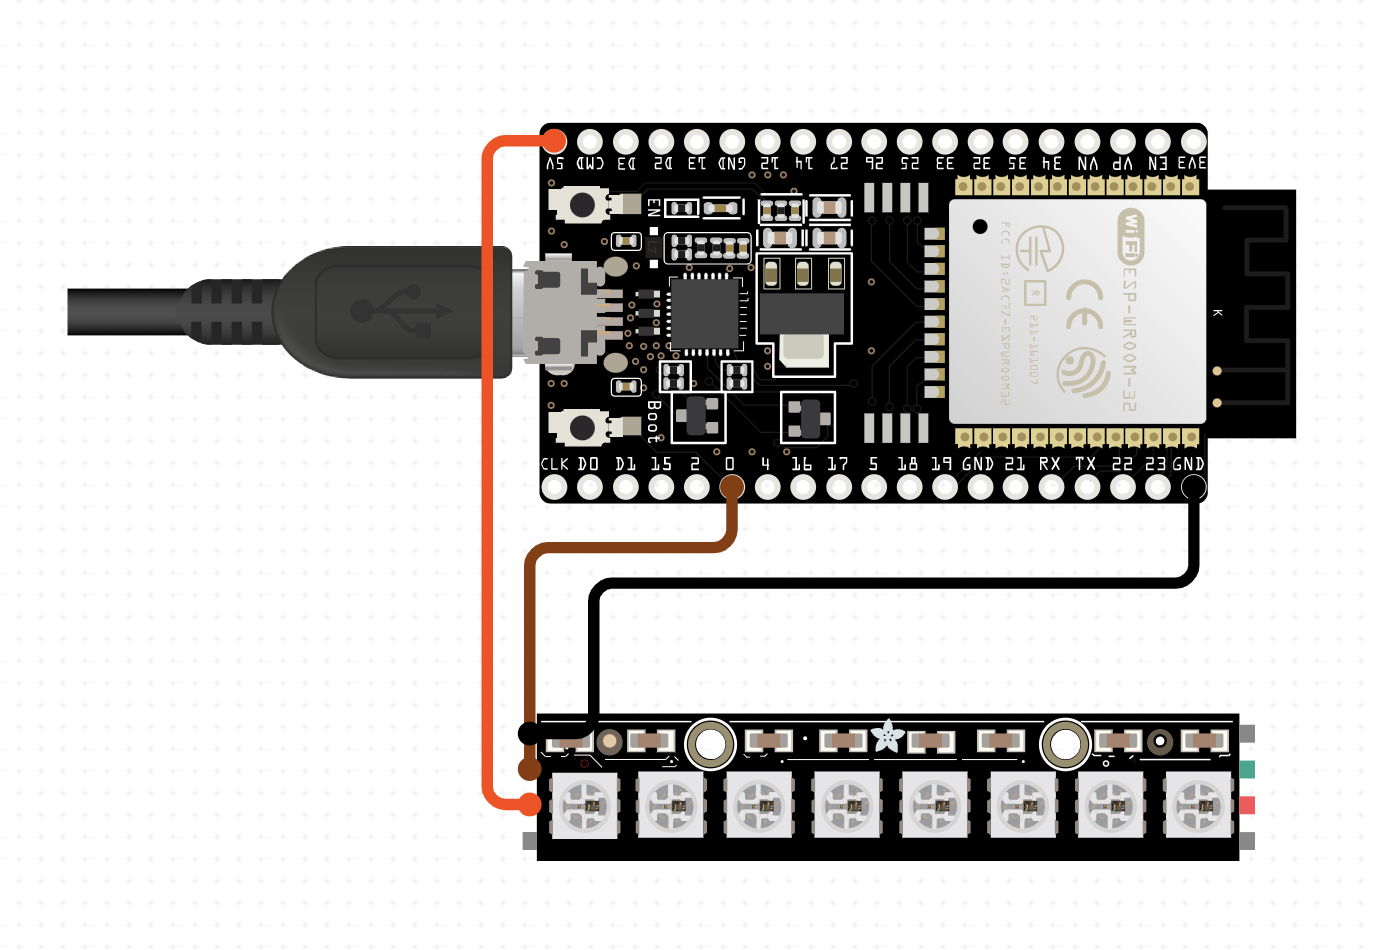 5V CMD D3 D2 13 GND 12 14 27 26 25 33 32 35 34 VN VP EN 3V3
EN
WiFi
ESP-WROOM-32
FCC ID:2AC7Z-ESPWROOM32
R
211-161007
CE
K
Boot
CLK D0 D1 15 2 0 4 16 17 5 18 19 GND 21 RX TX 22 23 GND